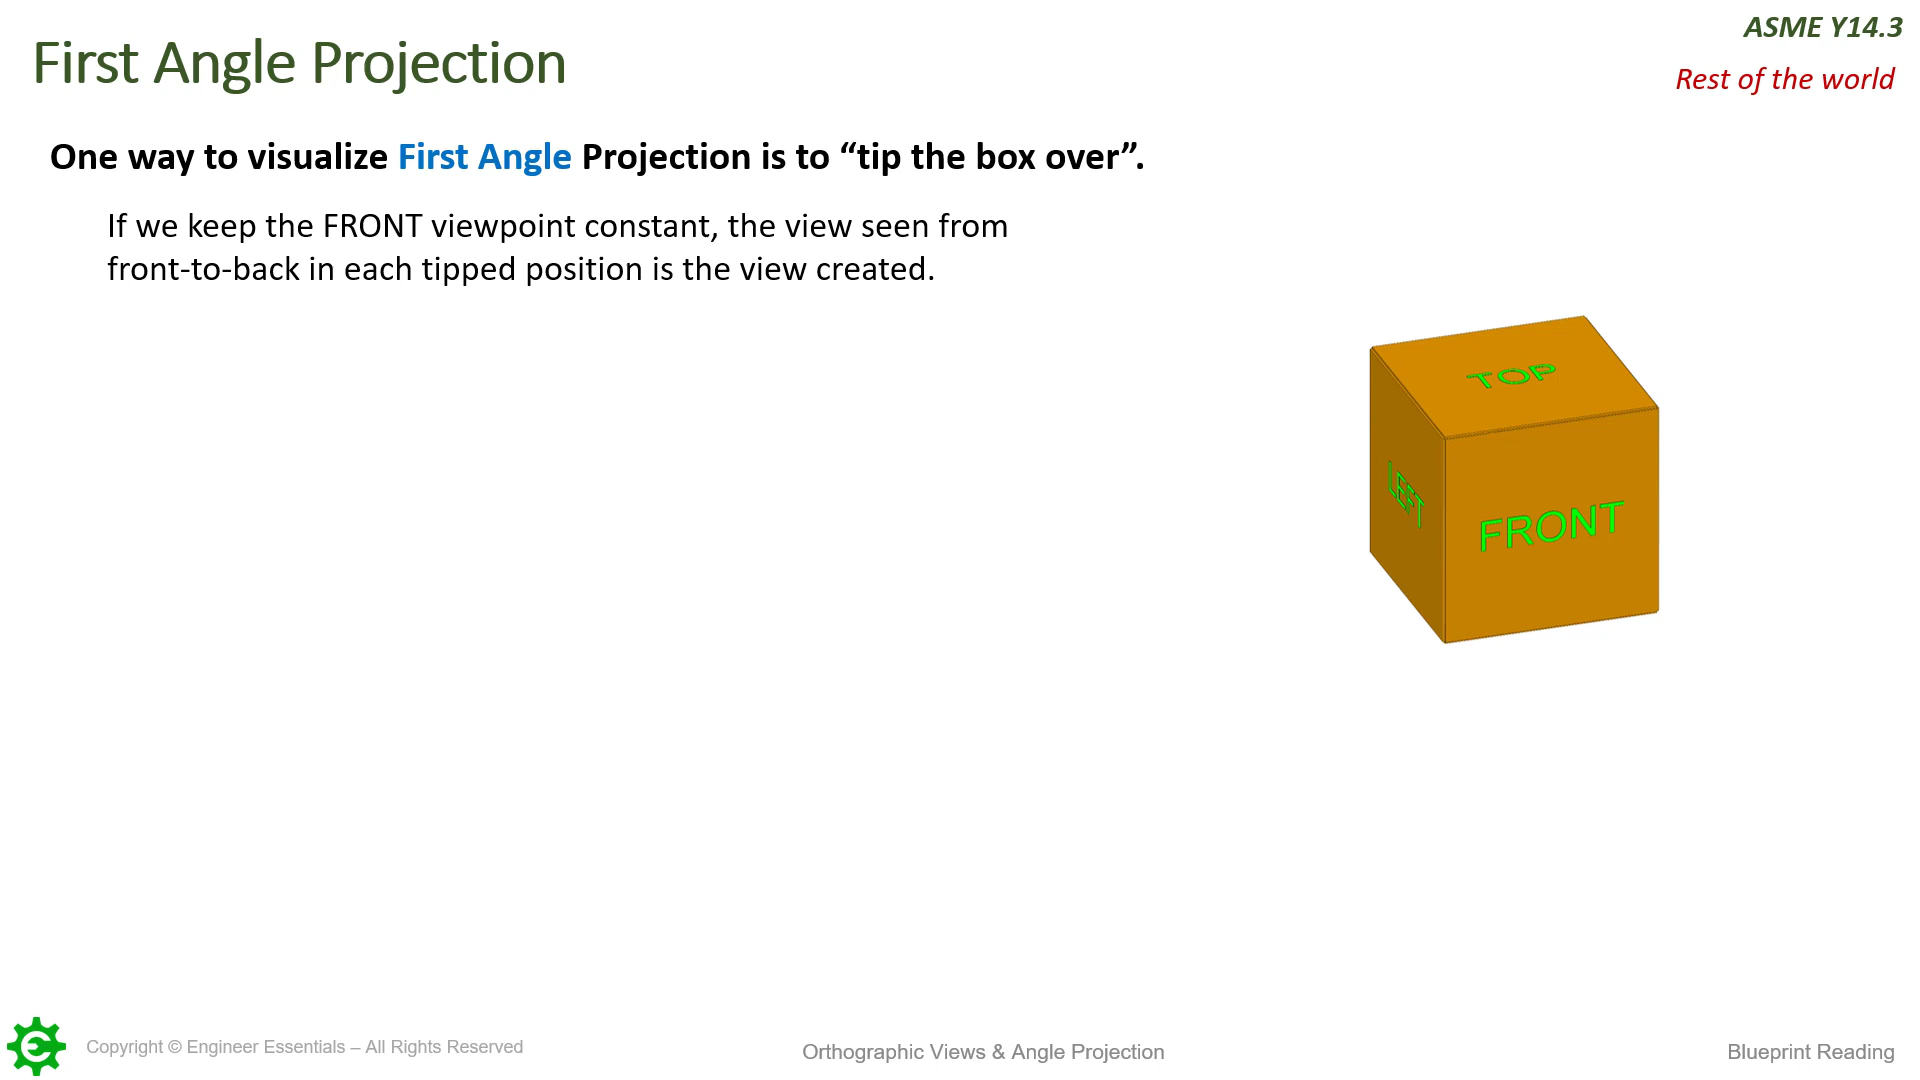 First Angle Projection
ASME Y14.3
Rest of the world
One way to visualize First Angle Projection is to “tip the box over”.
If we keep the FRONT viewpoint constant, the view seen from
front-to-back in each tipped position is the view created.
TOP
LEFT
FRONT
Copyright © Engineer Essentials – All Rights Reserved
Orthographic Views & Angle Projection
Blueprint Reading